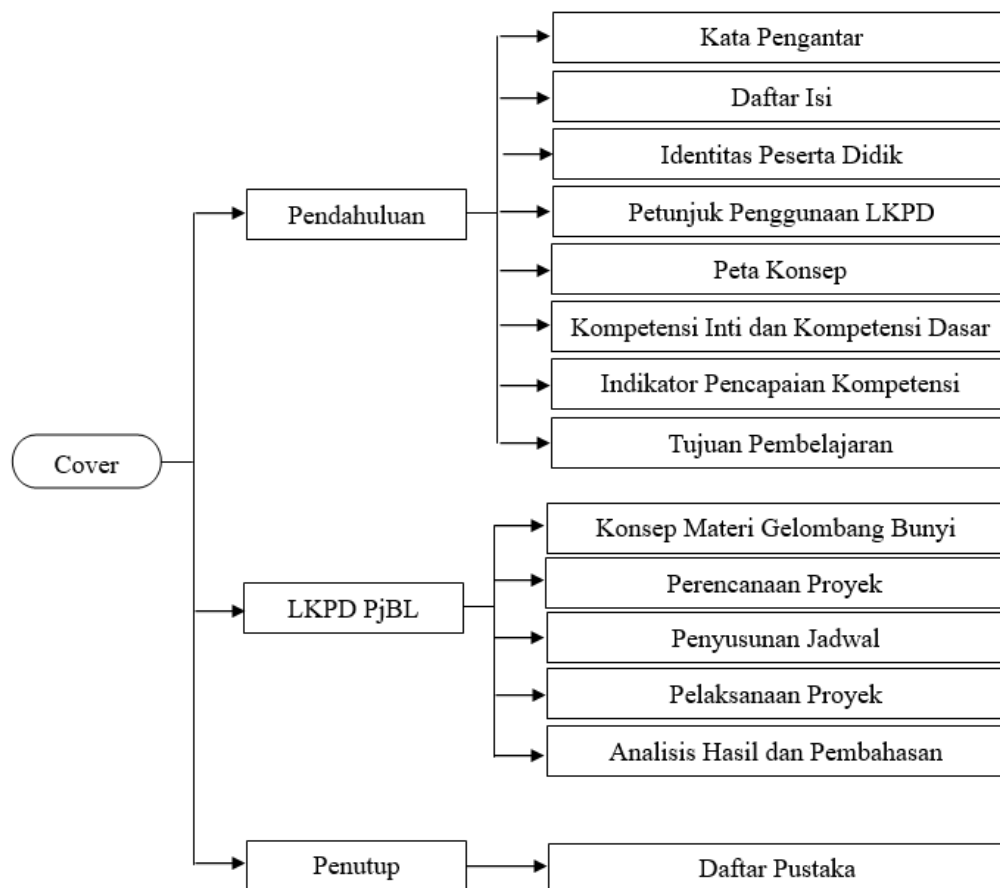 Cover
Pendahuluan
Kata Pengantar
Daftar Isi
Identitas Peserta Didik
Petunjuk Penggunaan LKPD
Peta Konsep
Kompetensi Inti dan Kompetensi Dasar
Indikator Pencapaian Kompetensi
Tujuan Pembelajaran
LKPD PjBL
Konsep Materi Gelombang Bunyi
Perencanaan Proyek
Penyusunan Jadwal
Pelaksanaan Proyek
Analisis Hasil dan Pembahasan
Penutup
Daftar Pustaka